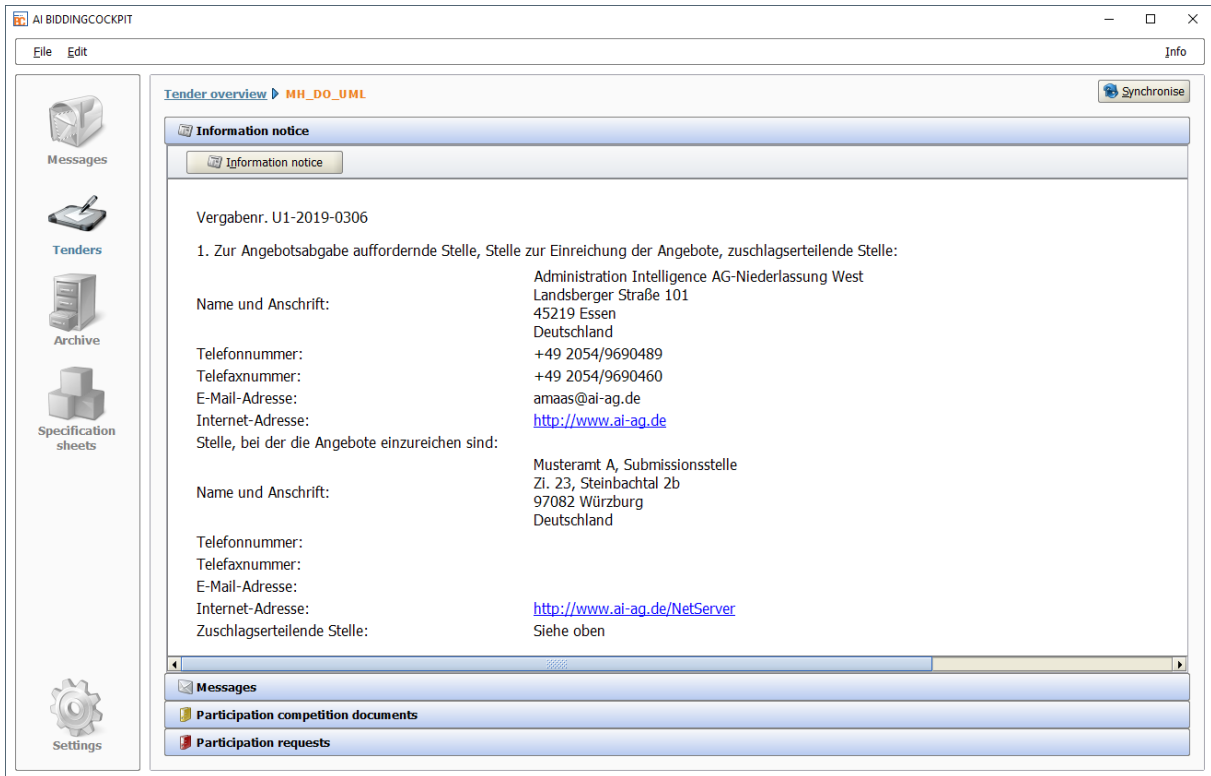 AI BIDDINGCOCKPIT
File Edit Info
Messages
Tenders
Archive
Specification
sheets
Settings
Tender overview MH_DO_UML
Synchronise
Information notice
Information notice
Vergabenr. U1-2019-0306
1. Zur Angebotsabgabe auffordernde Stelle, Stelle zur Einreichung der Angebote, zuschlagserteilende Stelle:
Name und Anschrift:
Administration Intelligence AG-Niederlassung West
Landsberger Straße 101
45219 Essen
Deutschland
Telefonnummer: +49 2054/9690489
Telefaxnummer: +49 2054/9690460
E-Mail-Adresse: amaas@ai-ag.de
Internet-Adresse: http://www.ai-ag.de
Stelle, bei der die Angebote einzureichen sind:
Name und Anschrift:
Musteramt A, Submissionsstelle
Zi. 23, Steinbachtal 2b
97082 Würzburg
Deutschland
Telefonnummer:
Telefaxnummer:
E-Mail-Adresse:
Internet-Adresse: http://www.ai-ag.de/NetServer
Zuschlagserteilende Stelle: Siehe oben
Messages
Participation competition documents
Participation requests